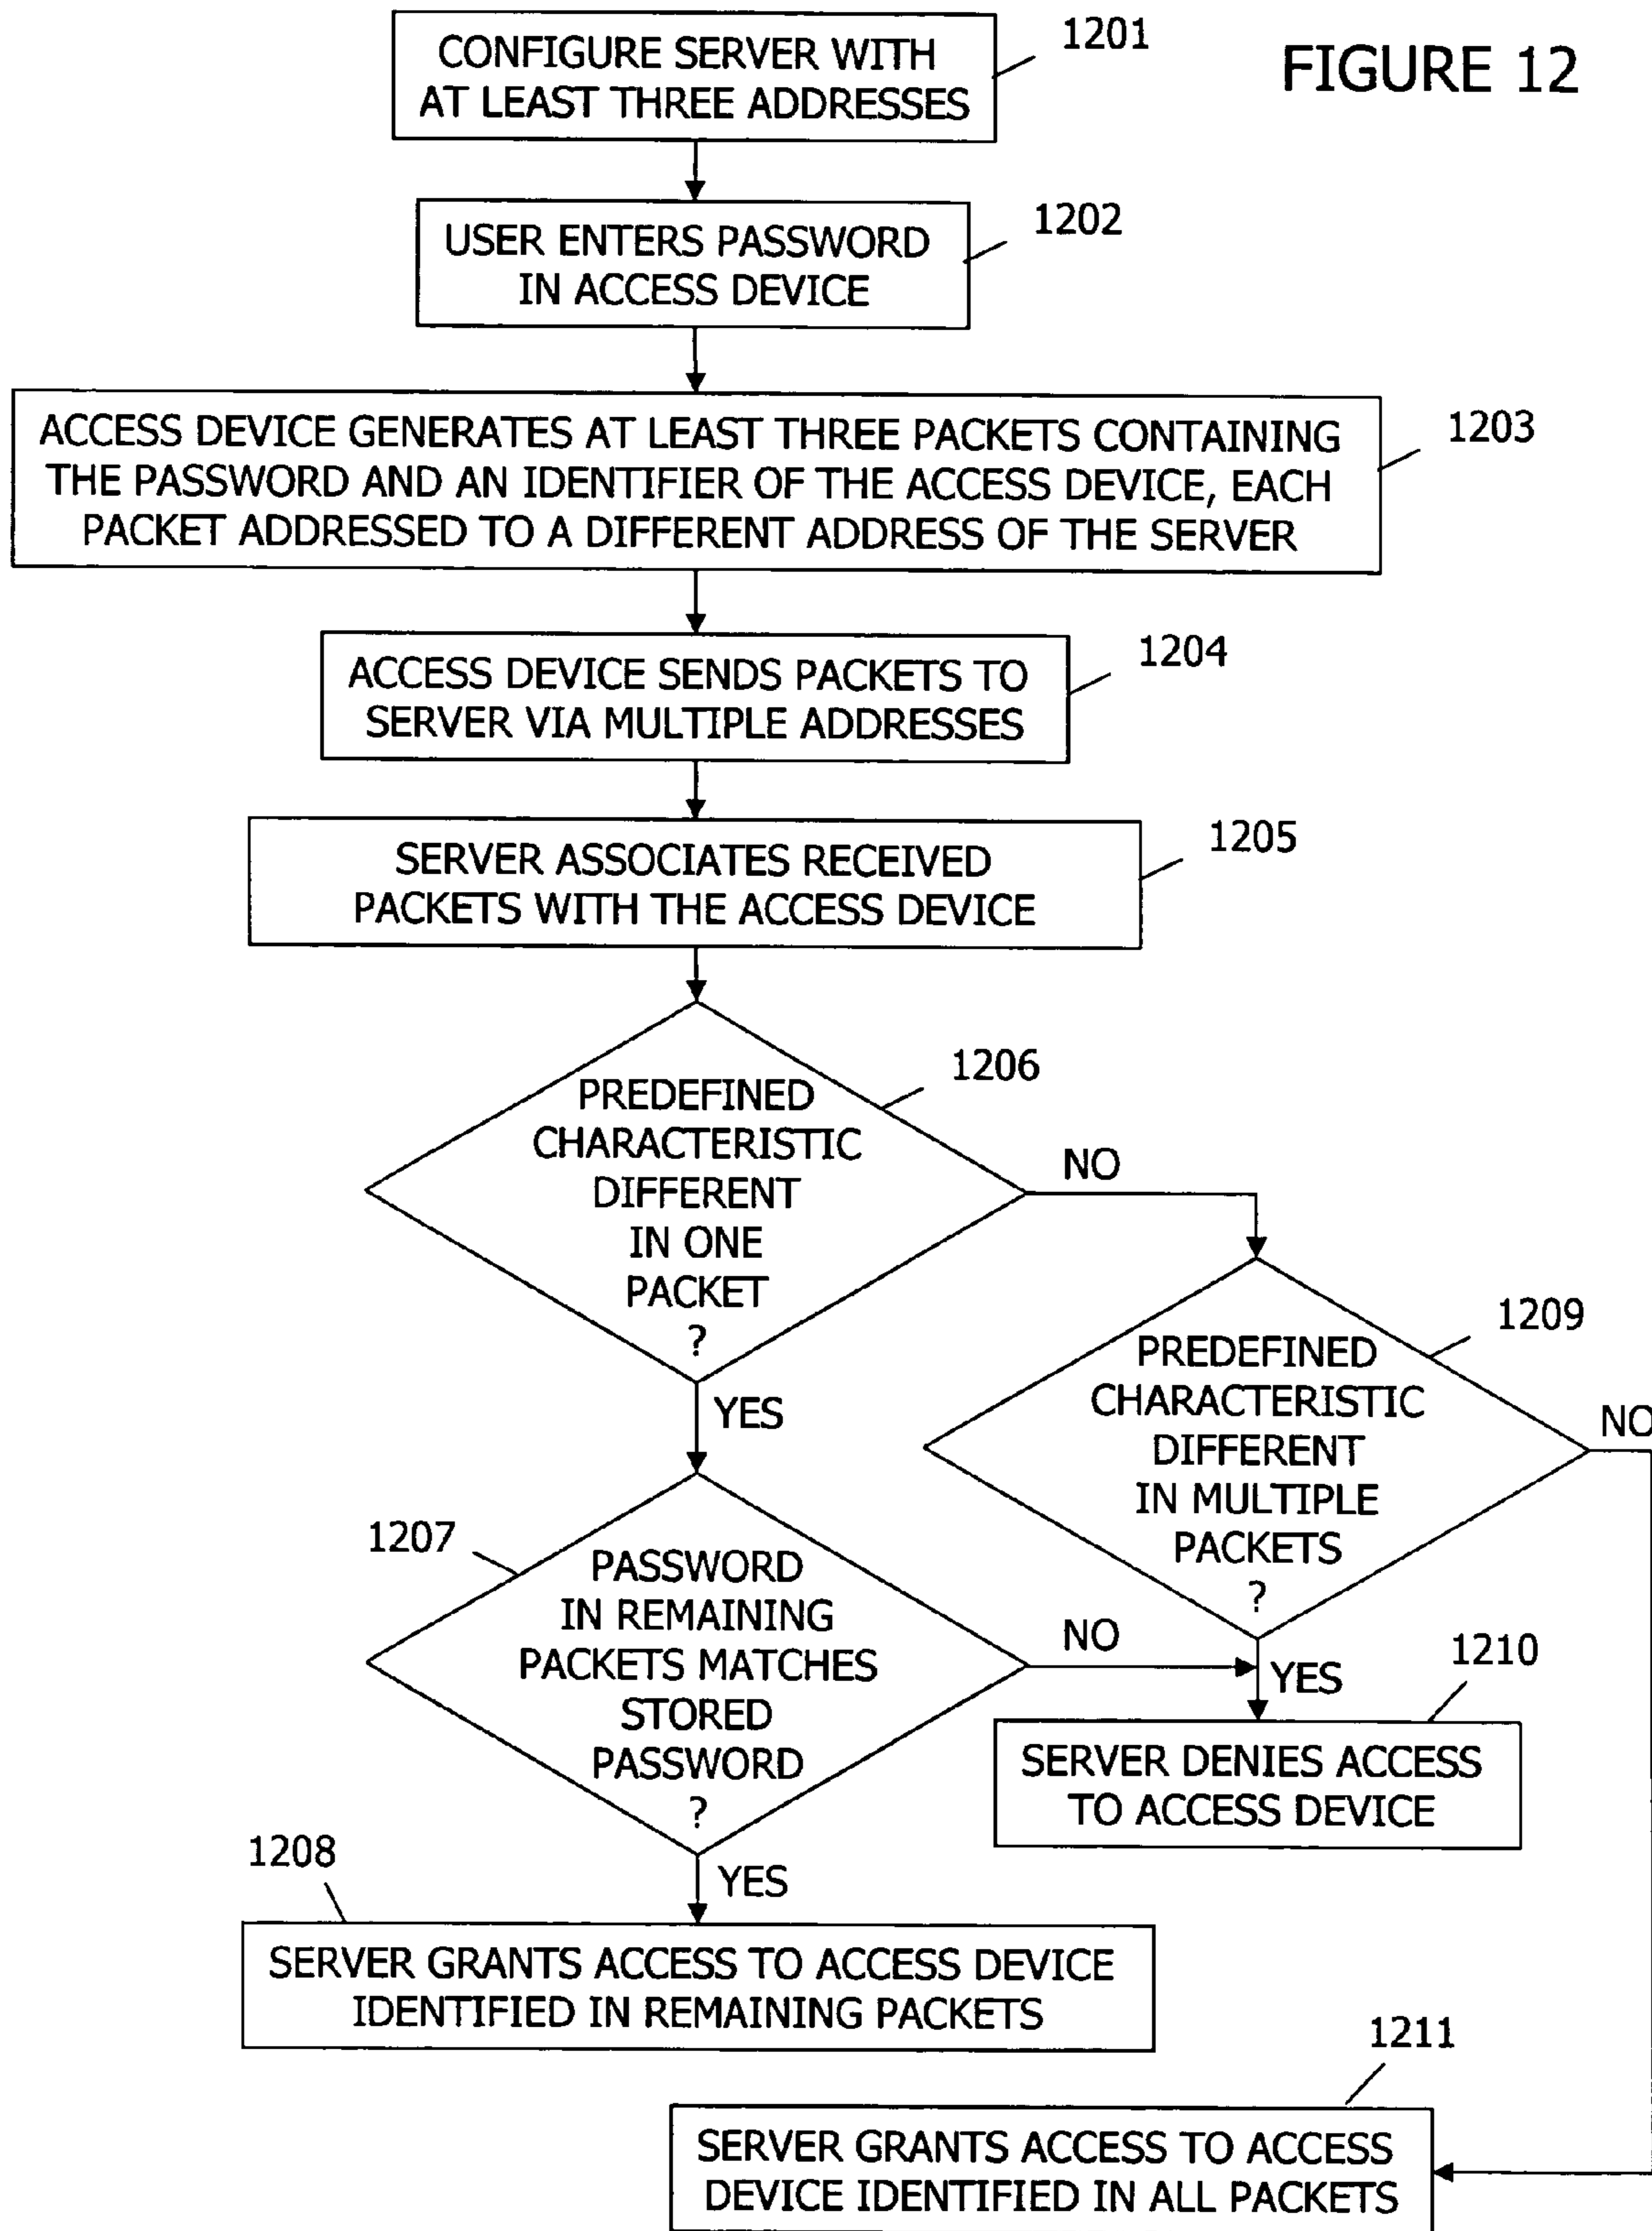 FIGURE 12
CONFIGURE SERVER WITH
AT LEAST THREE ADDRESSES
1201
USER ENTERS PASSWORD
IN ACCESS DEVICE
1202
ACCESS DEVICE GENERATES AT LEAST THREE PACKETS CONTAINING
THE PASSWORD AND AN IDENTIFIER OF THE ACCESS DEVICE, EACH
PACKET ADDRESSED TO A DIFFERENT ADDRESS OF THE SERVER
1203
ACCESS DEVICE SENDS PACKETS TO
SERVER VIA MULTIPLE ADDRESSES
1204
SERVER ASSOCIATES RECEIVED
PACKETS WITH THE ACCESS DEVICE
1205
PREDEFINED
CHARACTERISTIC
DIFFERENT
IN ONE
PACKET
?
1206
NO
YES
PREDEFINED
CHARACTERISTIC
DIFFERENT
IN MULTIPLE
PACKETS
?
1209
NO
YES
1207
PASSWORD
IN REMAINING
PACKETS MATCHES
STORED
PASSWORD
?
NO
YES
1210
SERVER DENIES ACCESS
TO ACCESS DEVICE
1208
SERVER GRANTS ACCESS TO ACCESS DEVICE
IDENTIFIED IN REMAINING PACKETS
1211
SERVER GRANTS ACCESS TO ACCESS
DEVICE IDENTIFIED IN ALL PACKETS